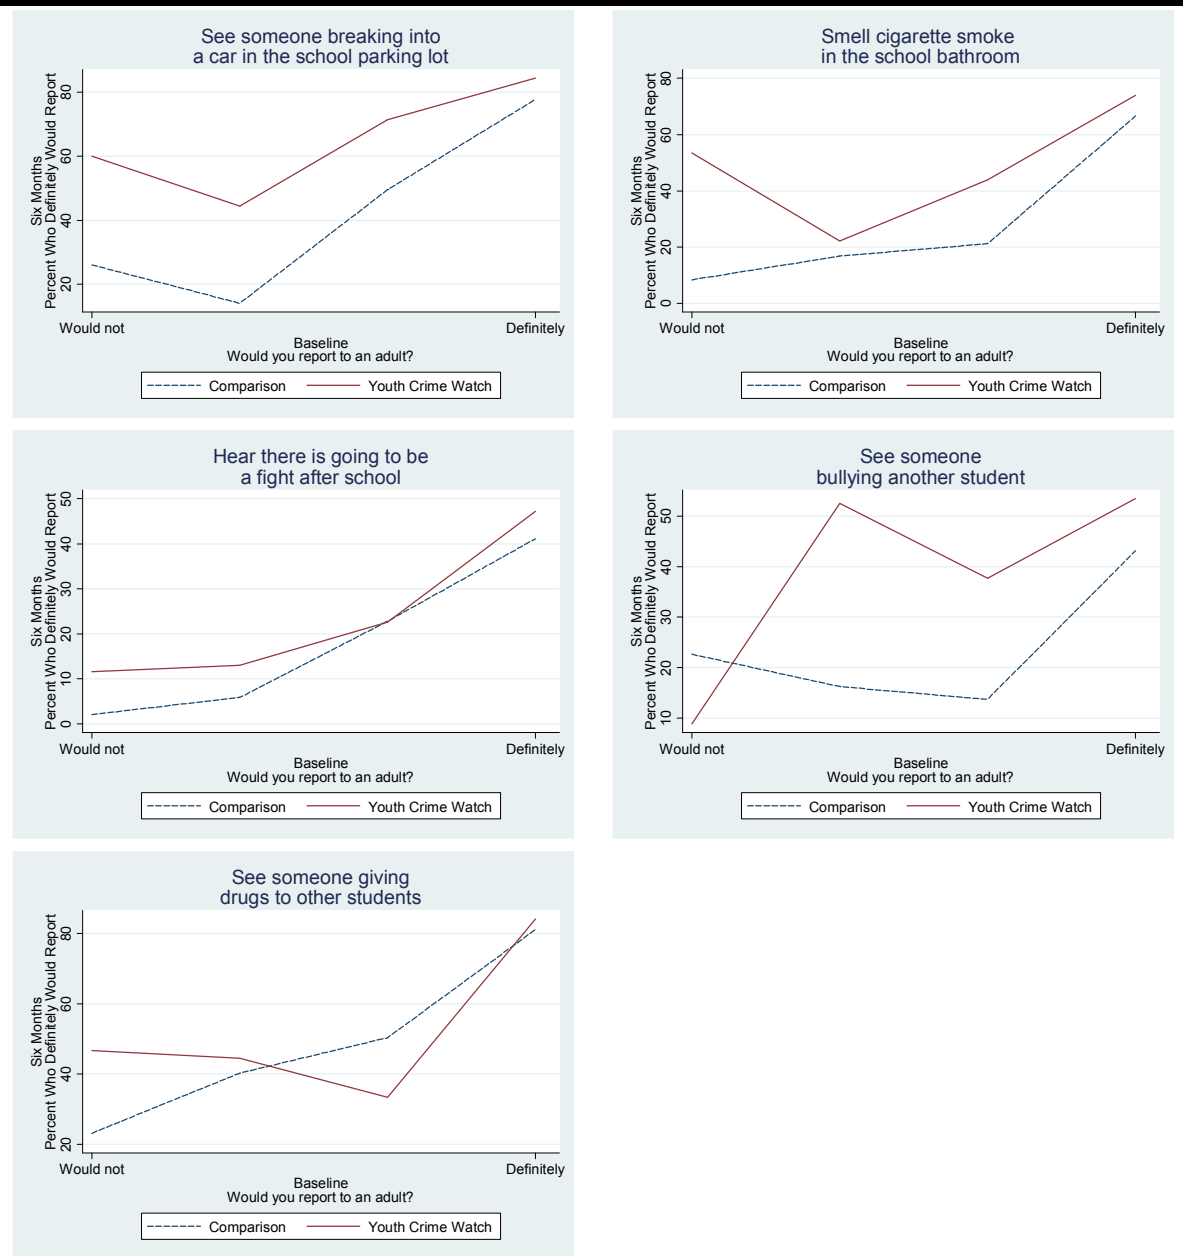 See someone breaking into
a car in the school parking lot
Six Months
Percent Who Definitely Would Report
80
60
40
20
Would not
Definitely
Baseline
Would you report to an adult?
Comparison
Youth Crime Watch
Smell cigarette smoke
in the school bathroom
Six Months
Percent Who Definitely Would Report
80
60
40
20
0
Would not
Definitely
Baseline
Would you report to an adult?
Comparison
Youth Crime Watch
Hear there is going to be
a fight after school
Six Months
Percent Who Definitely Would Report
50
40
30
20
10
0
Would not
Definitely
Baseline
Would you report to an adult?
Comparison
Youth Crime Watch
See someone
bullying another student
Six Months
Percent Who Definitely Would Report
50
40
30
20
10
Would not
Definitely
Baseline
Would you report to an adult?
Comparison
Youth Crime Watch
See someone giving
drugs to other students
Six Months
Percent Who Definitely Would Report
80
60
40
20
Would not
Definitely
Baseline
Would you report to an adult?
Comparison
Youth Crime Watch